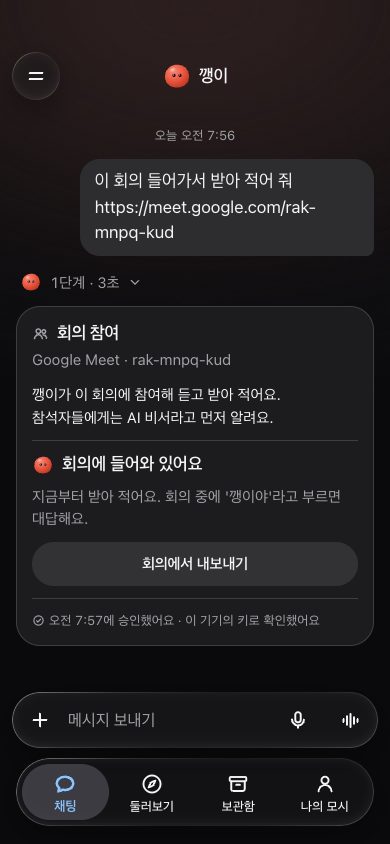 깽이
오늘 오전 7:56
이 회의 들어가서 받아 적어 줘
https://meet.google.com/rak-
mnpq-kud
1단계 · 3초
회의 참여
Google Meet · rak-mnpq-kud
깽이가 이 회의에 참여해 듣고 받아 적어요.
참석자들에게는 AI 비서라고 먼저 알려요.
회의에 들어와 있어요
지금부터 받아 적어요. 회의 중에 '깽이야'라고 부르면
대답해요.
회의에서 내보내기
오전 7:57에 승인했어요 · 이 기기의 키로 확인했어요
메시지 보내기
채팅
둘러보기
보관함
나의 모시